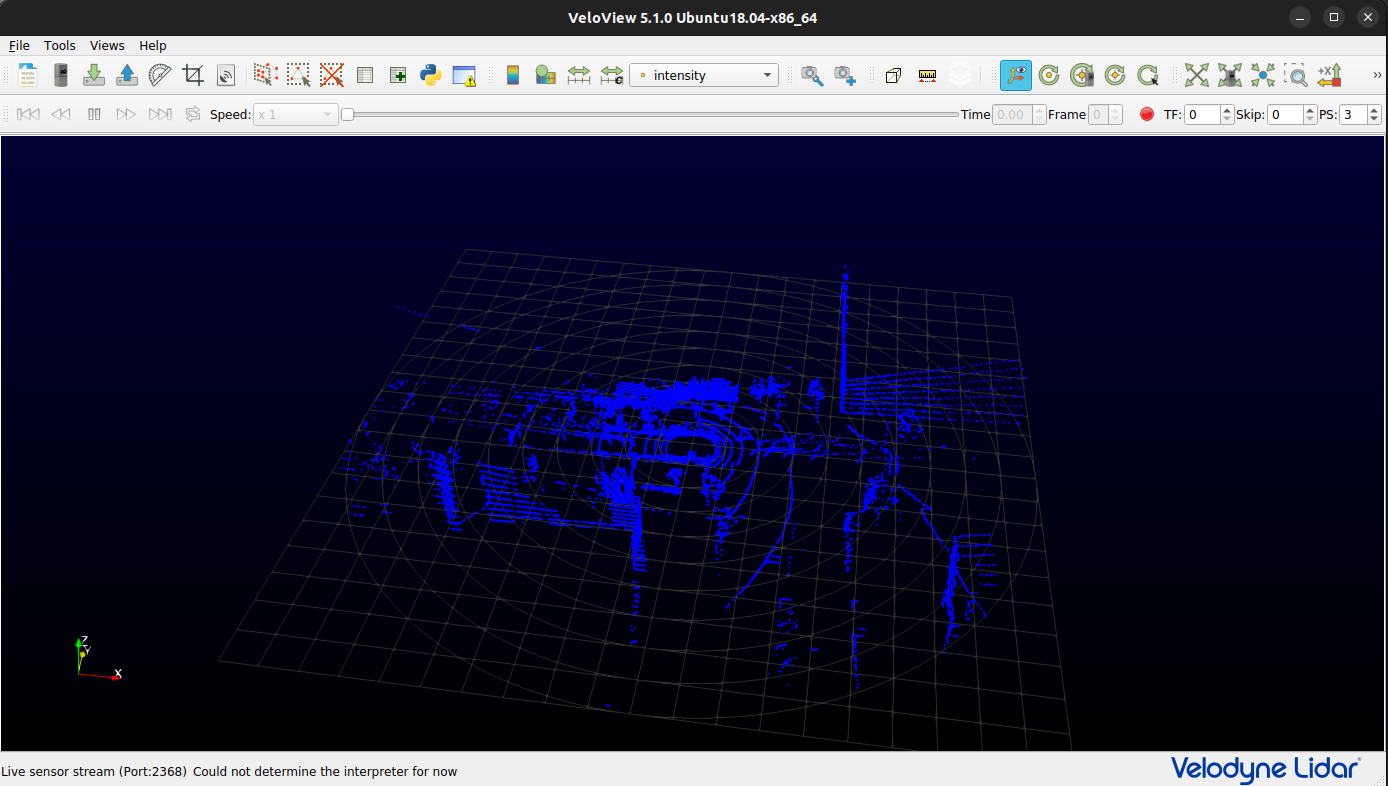 VeloView 5.1.0 Ubuntu18.04-x86_64
File Tools Views Help
intensity
Speed: x 1 Time 0.00 Frame 0 TF: 0 Skip: 0 PS: 3
Z
Y
X
Live sensor stream (Port:2368) Could not determine the interpreter for now
Velodyne Lidar